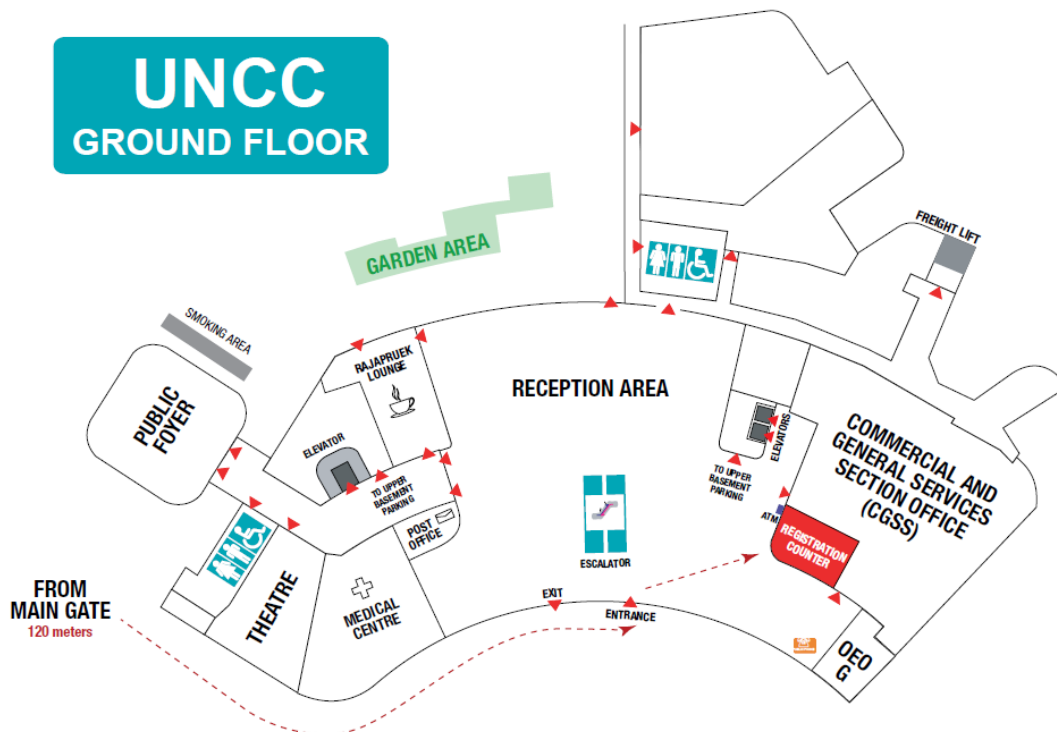 UNCC
GROUND FLOOR
FREIGHT LIFT
GARDEN AREA
SMOKING AREA
RAJAPRUEK
LOUNGE
RECEPTION AREA
PUBLIC
FOYER
ELEVATOR
ELEVATORS
COMMERCIAL AND
GENERAL SERVICES
SECTION OFFICE
(CGSS)
TO UPPER
BASEMENT
PARKING
TO UPPER
BASEMENT
PARKING
ATM
POST
OFFICE
REGISTRATION
COUNTER
ESCALATOR
FROM
MAIN GATE
120 meters
THEATRE
MEDICAL
CENTRE
EXIT
ENTRANCE
OEO
G